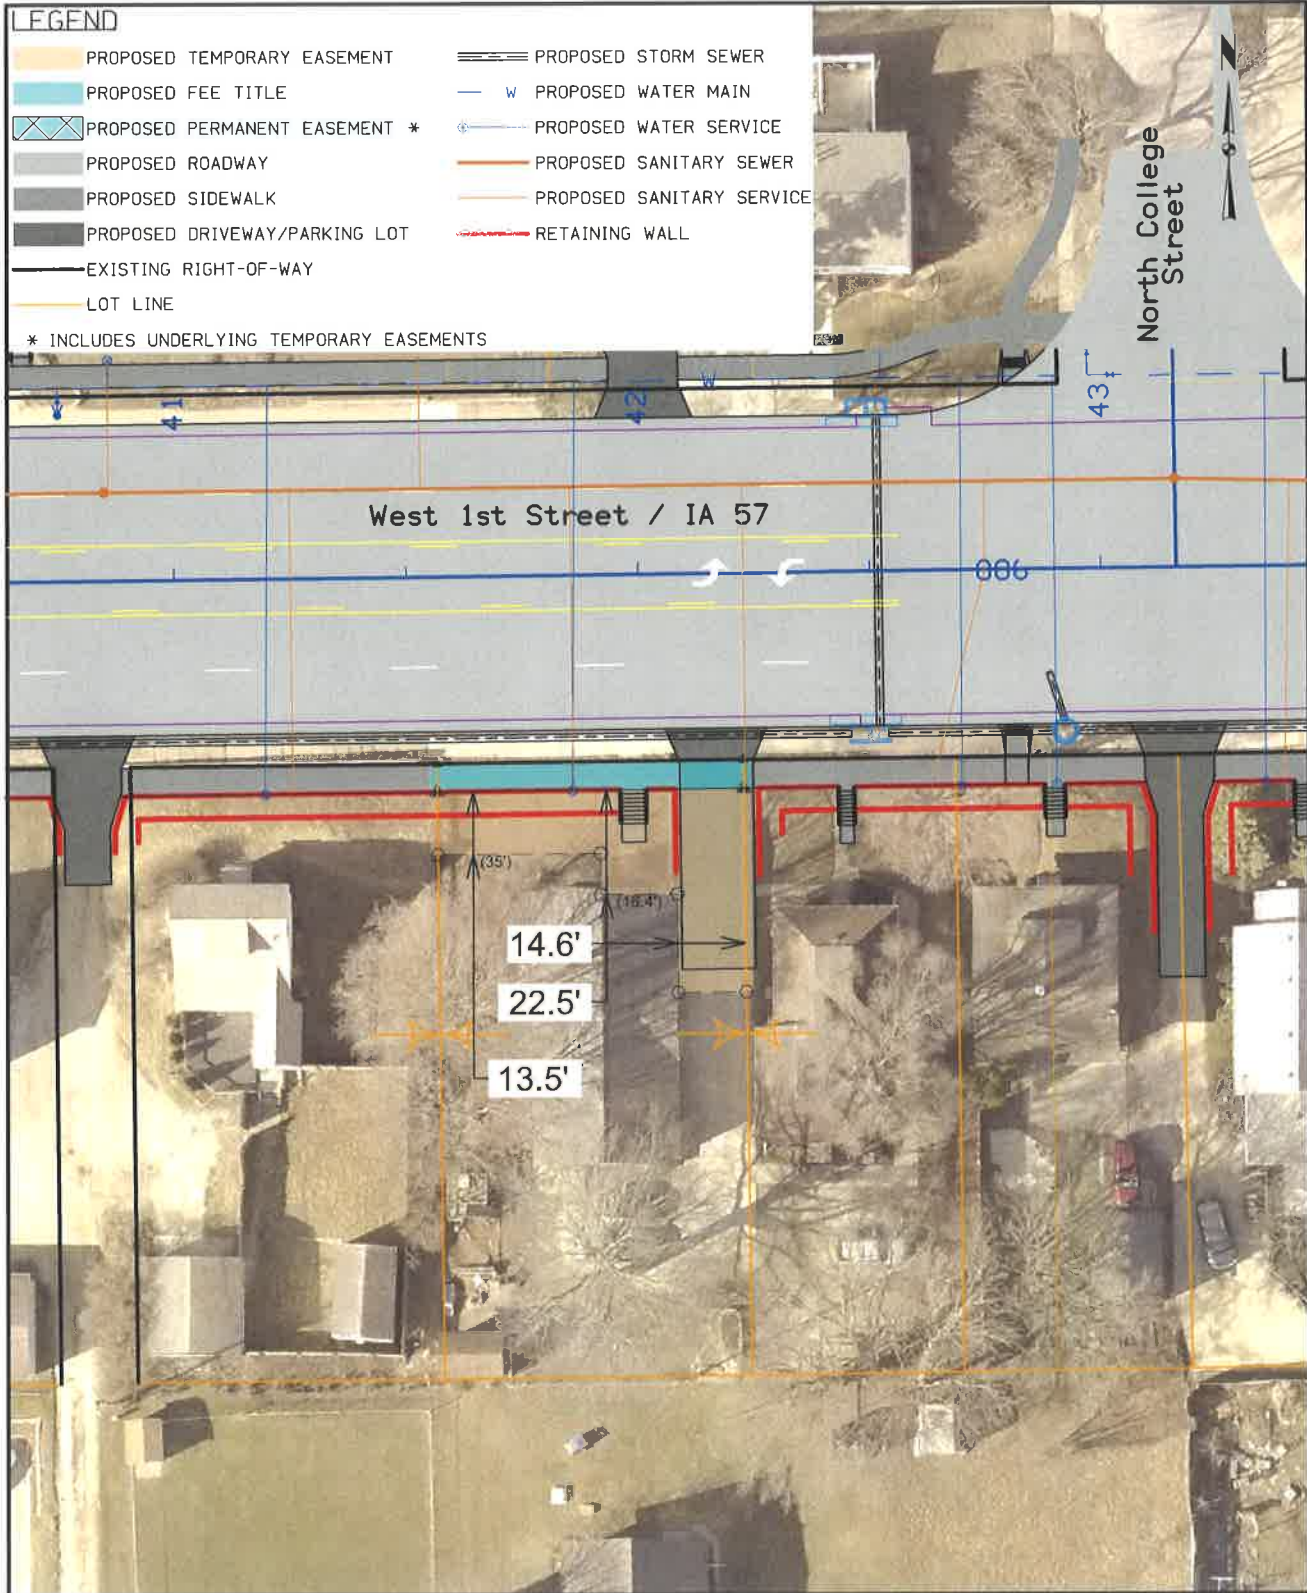 LEGEND
PROPOSED TEMPORARY EASEMENT
PROPOSED FEE TITLE
PROPOSED PERMANENT EASEMENT *
PROPOSED ROADWAY
PROPOSED SIDEWALK
PROPOSED DRIVEWAY/PARKING LOT
EXISTING RIGHT-OF-WAY
LOT LINE
* INCLUDES UNDERLYING TEMPORARY EASEMENTS
PROPOSED STORM SEWER
W PROPOSED WATER MAIN
PROPOSED WATER SERVICE
PROPOSED SANITARY SEWER
PROPOSED SANITARY SERVICE
RETAINING WALL
N
North College
Street
W
41
42
43
West 1st Street / IA 57
(35')
(16.4')
14.6'
22.5'
13.5'